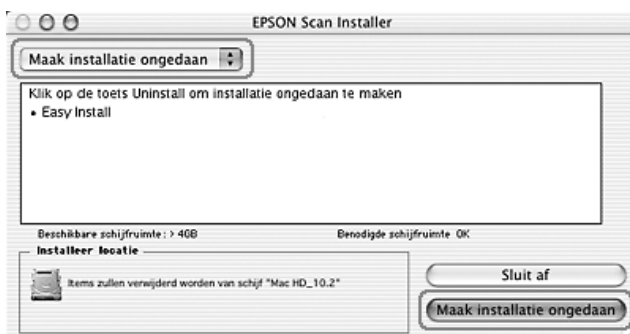 EPSON Scan Installer
Maak installatie ongedaan
Klik op de toets Uninstall om installatie ongedaan te maken
• Easy Install
Beschikbare schijfruimte: > 4GB
Benodigde schijfruimte OK
Installeer locatie
Items zullen verwijderd worden van schijf "Mac HD_10.2"
Sluit af
Maak installatie ongedaan